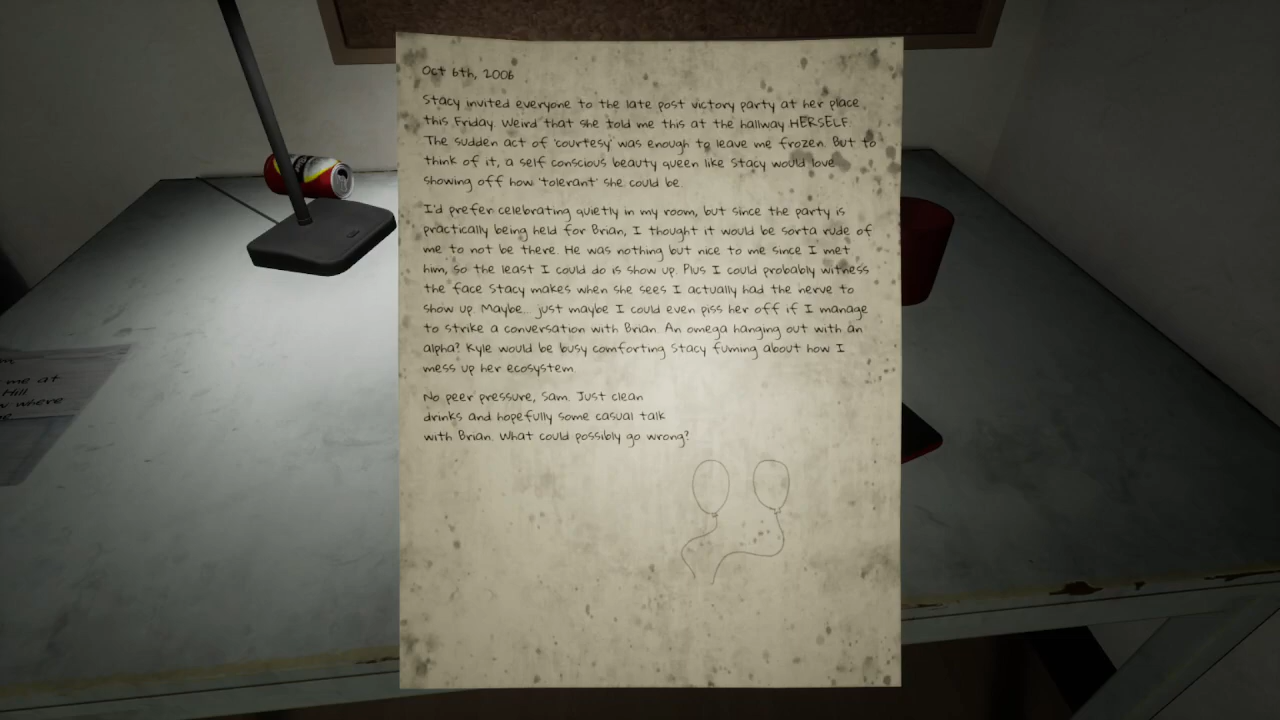 Oct 6th, 2006
Stacy invited everyone to the late post victory party at her place
this Friday. Weird that she told me this at the hallway HERSELF.
The sudden act of 'courtesy' was enough to leave me frozen. But to
think of it, a self conscious beauty queen like Stacy would love
showing off how 'tolerant' she could be.
I'd prefer celebrating quietly in my room, but since the party is
practically being held for Brian, I thought it would be sorta rude of
me to not be there. He was nothing but nice to me since I met
him, so the least I could do is show up. Plus I could probably witness
the face Stacy makes when she sees I actually had the nerve to
show up. Maybe... just maybe I could even piss her off if I manage
to strike a conversation with Brian. An omega hanging out with an
alpha? Kyle would be busy comforting Stacy fuming about how I
mess up her ecosystem.
No peer pressure, Sam. Just clean
drinks and hopefully some casual talk
with Brian. What could possibly go wrong?
me at
Hill
where